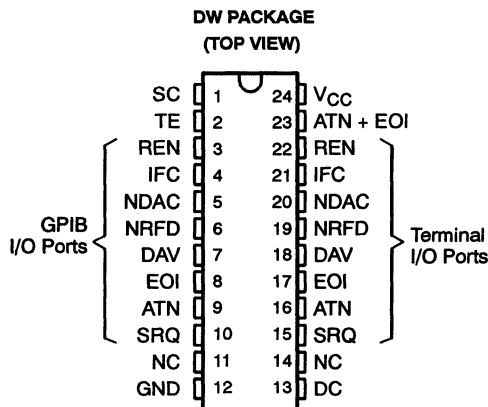 DW PACKAGE
(TOP VIEW)
SC 1 24 VCC
TE 2 23 ATN + EOI
REN 3 22 REN
IFC 4 21 IFC
NDAC 5 20 NDAC
NRFD 6 19 NRFD
DAV 7 18 DAV
EOI 8 17 EOI
ATN 9 16 ATN
SRQ 10 15 SRQ
NC 11 14 NC
GND 12 13 DC
GPIB
I/O Ports
Terminal
I/O Ports